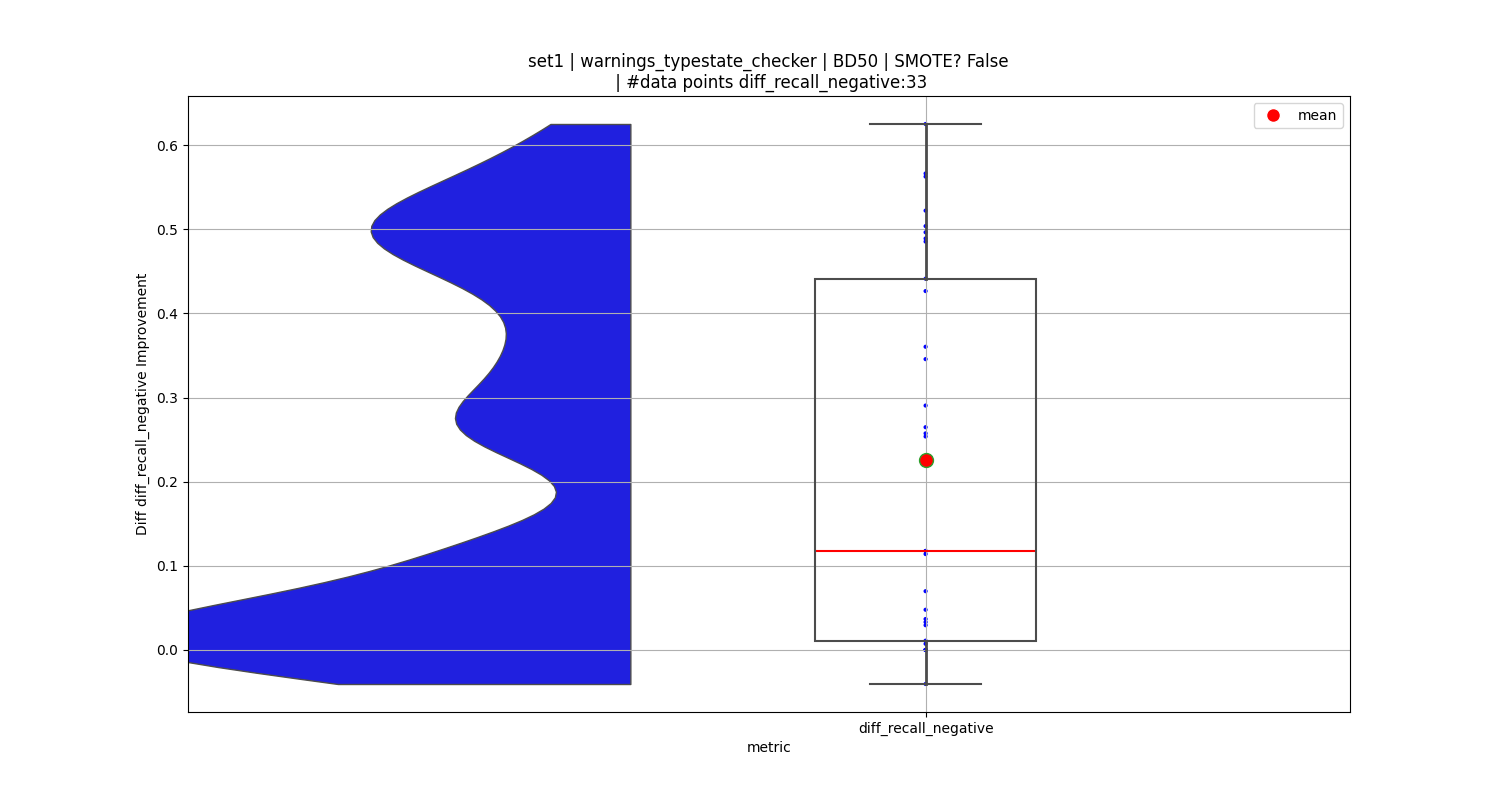 set1 | warnings_typestate_checker | BD50 | SMOTE? False
| #data points diff_recall_negative:33
mean
0.6
0.5
0.4
0.3
0.2
0.1
0.0
Diff diff_recall_negative Improvement
diff_recall_negative
metric